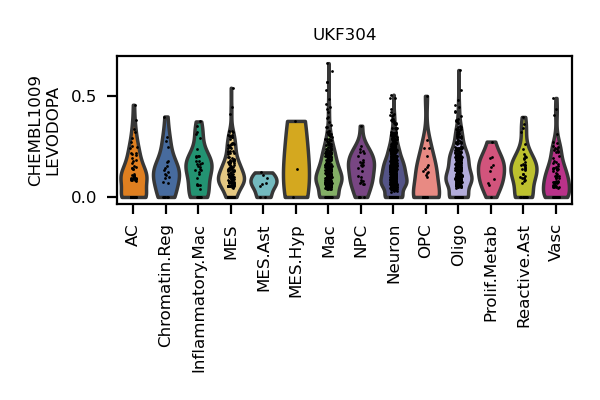 UKF304
CHEMBL1009
LEVODOPA
0.5
0.0
AC
Chromatin.Reg
Inflammatory.Mac
MES
MES.Ast
MES.Hyp
Mac
NPC
Neuron
OPC
Oligo
Prolif.Metab
Reactive.Ast
Vasc